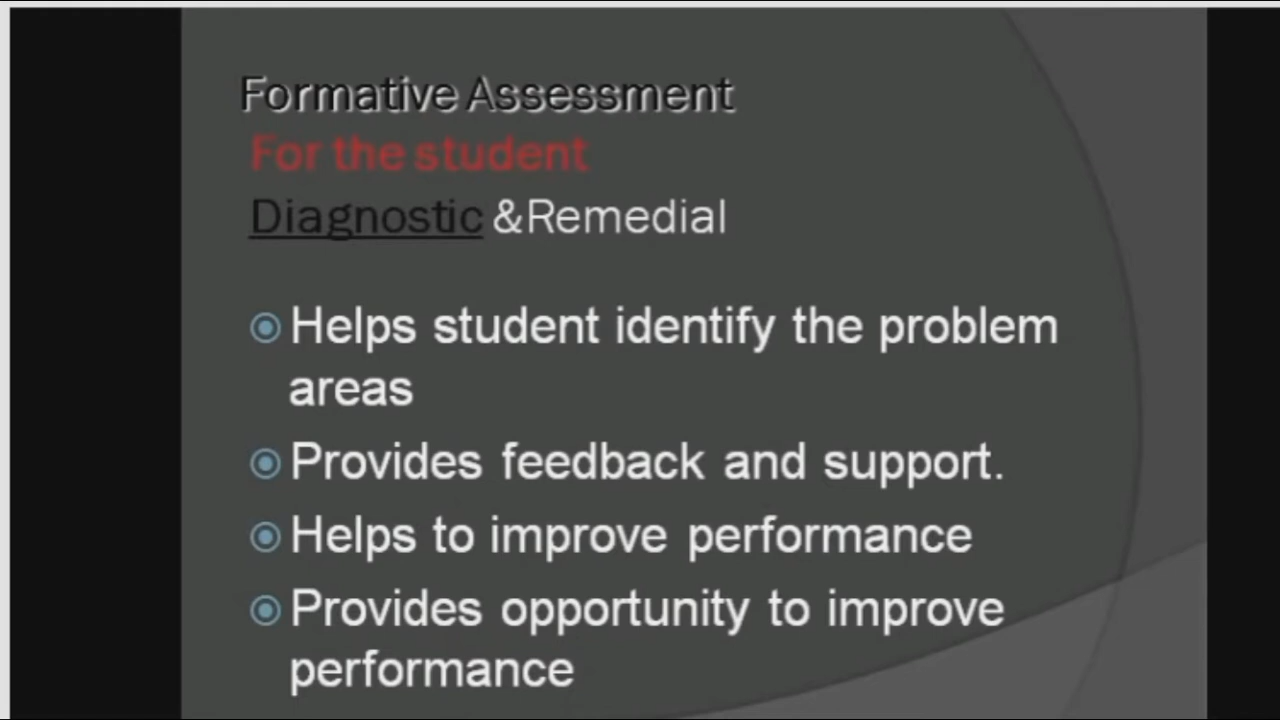 Formative Assessment
For the student
Diagnostic &Remedial
Helps student identify the problem
areas
Provides feedback and support.
Helps to improve performance
Provides opportunity to improve
performance